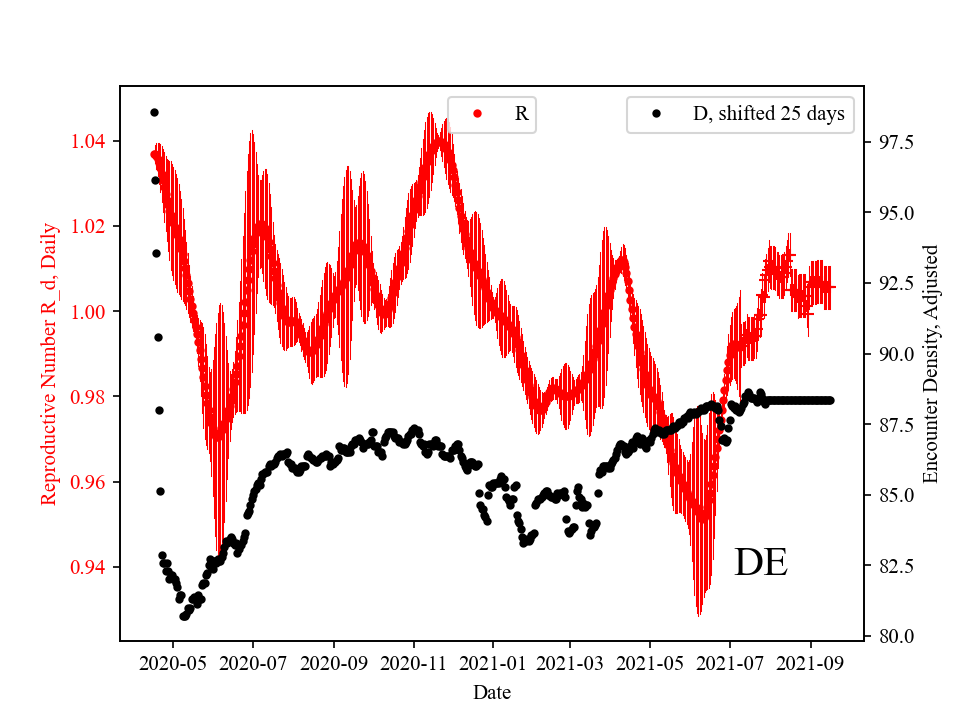 R
D, shifted 25 days
1.04
1.02
1.00
0.98
0.96
0.94
Reproductive Number R_d, Daily
97.5
95.0
92.5
90.0
87.5
85.0
82.5
80.0
Encounter Density, Adjusted
DE
2020-05 2020-07 2020-09 2020-11 2021-01 2021-03 2021-05 2021-07 2021-09
Date